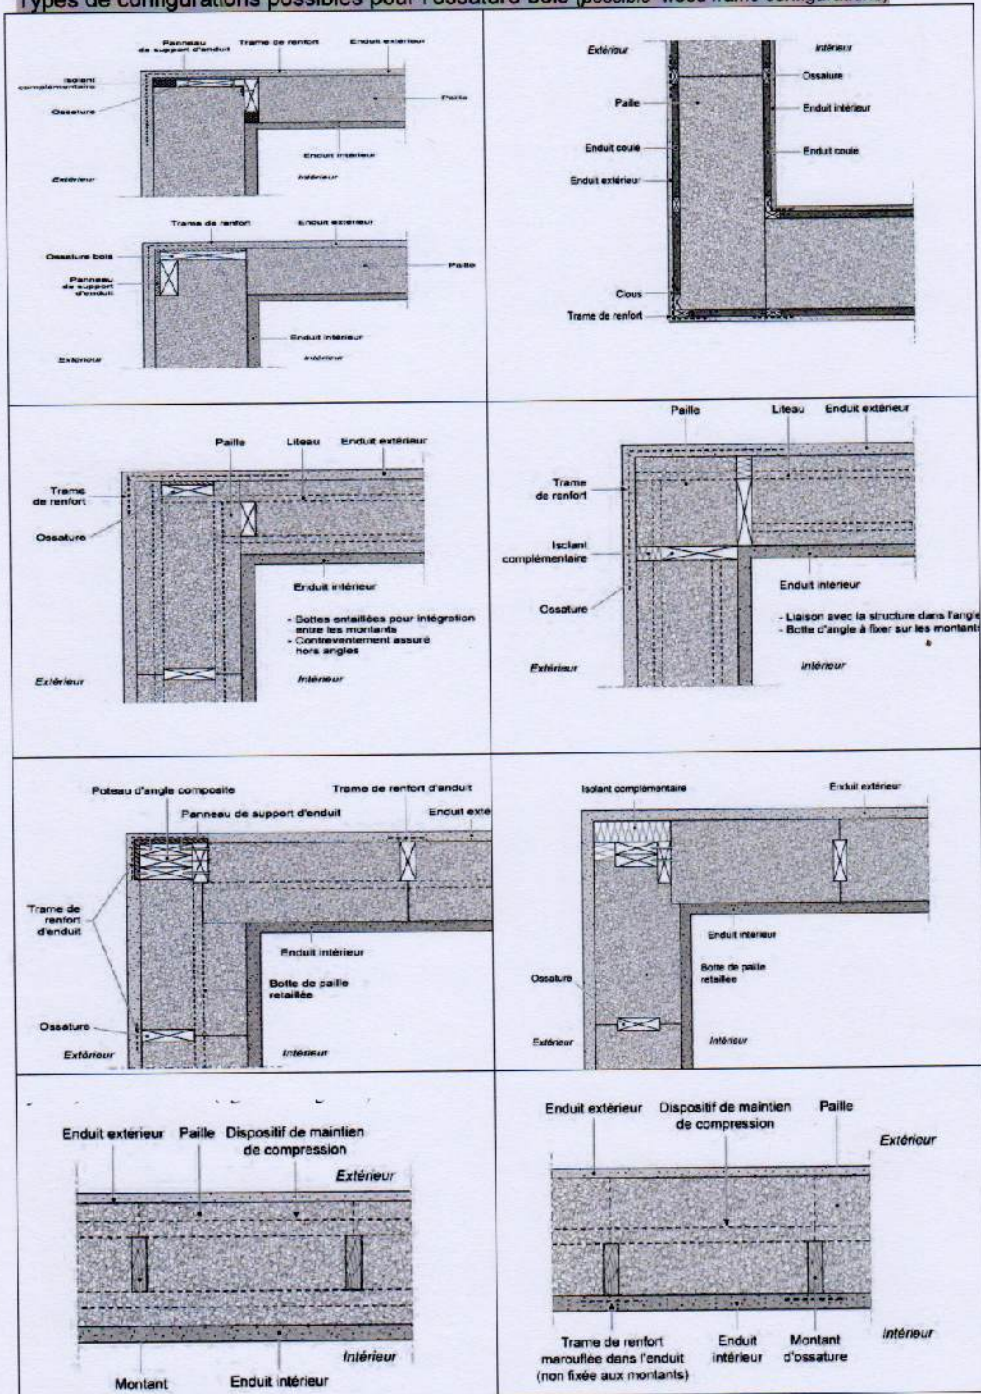 Types de configurations possibles pour l'ossature bois (possible wood frame configurations)
Panneau de support d'enduit
Trame de renfort
Enduit extérieur
Isolant complémentaire
Ossature
Paille
Enduit intérieur
Extérieur
Intérieur
Trame de renfort
Enduit extérieur
Ossature bois
Paille
Panneau de support d'enduit
Enduit intérieur
Extérieur
Intérieur
Extérieur
Intérieur
Ossature
Paille
Enduit intérieur
Enduit coulé
Enduit coulé
Enduit extérieur
Clous
Trame de renfort
Paille
Liteau
Enduit extérieur
Trame de renfort
Ossature
Enduit intérieur
- Bottes entaillées pour intégration
entre les montants
- Contreventement assuré
hors angles
Extérieur
Intérieur
Paille
Liteau
Enduit extérieur
Trame de renfort
Isolant complémentaire
Ossature
Enduit intérieur
- Liaison avec la structure dans l'angle
- Botte d'angle à fixer sur les montants
Extérieur
Intérieur
Poteau d'angle composite
Trame de renfort d'enduit
Panneau de support d'enduit
Enduit exté
Trame de renfort d'enduit
Enduit intérieur
Botte de paille retaillée
Ossature
Extérieur
Intérieur
Isolant complémentaire
Enduit extérieur
Enduit intérieur
Botte de paille retaillée
Ossature
Extérieur
Intérieur
Enduit extérieur
Paille
Dispositif de maintien
de compression
Extérieur
Intérieur
Montant
Enduit intérieur
Enduit extérieur
Dispositif de maintien
de compression
Paille
Extérieur
Intérieur
Trame de renfort
marouflée dans l'enduit
(non fixée aux montants)
Enduit intérieur
Montant d'ossature